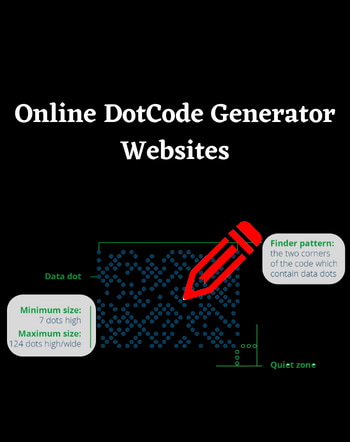 Online DotCode Generator
Websites
Finder pattern:
the two corners
of the code which
contain data dots
Data dot
Minimum size:
7 dots high
Maximum size:
124 dots high/wide
Quiet zone